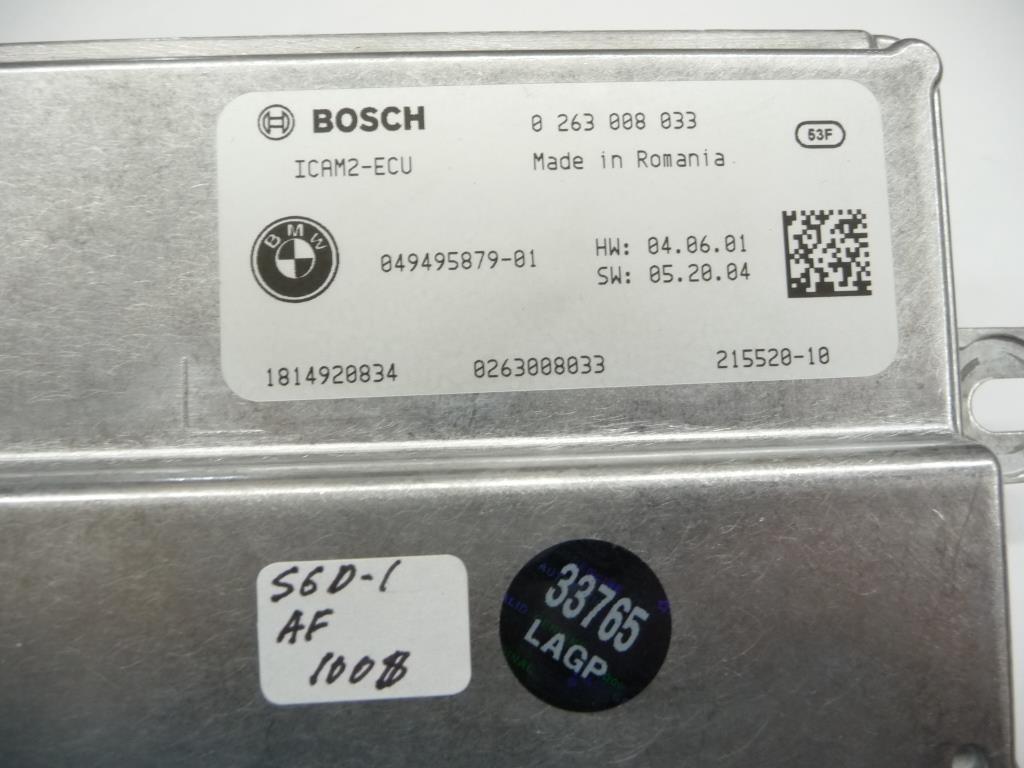 BOSCH
0 263 008 033
53F
ICAM2-ECU
Made in Romania
BMW
049495879-01
HW: 04.06.01
SW: 05.20.04
1814920834
0263008033
215520-10
S6D-1
AF
1008
33765
LAGP